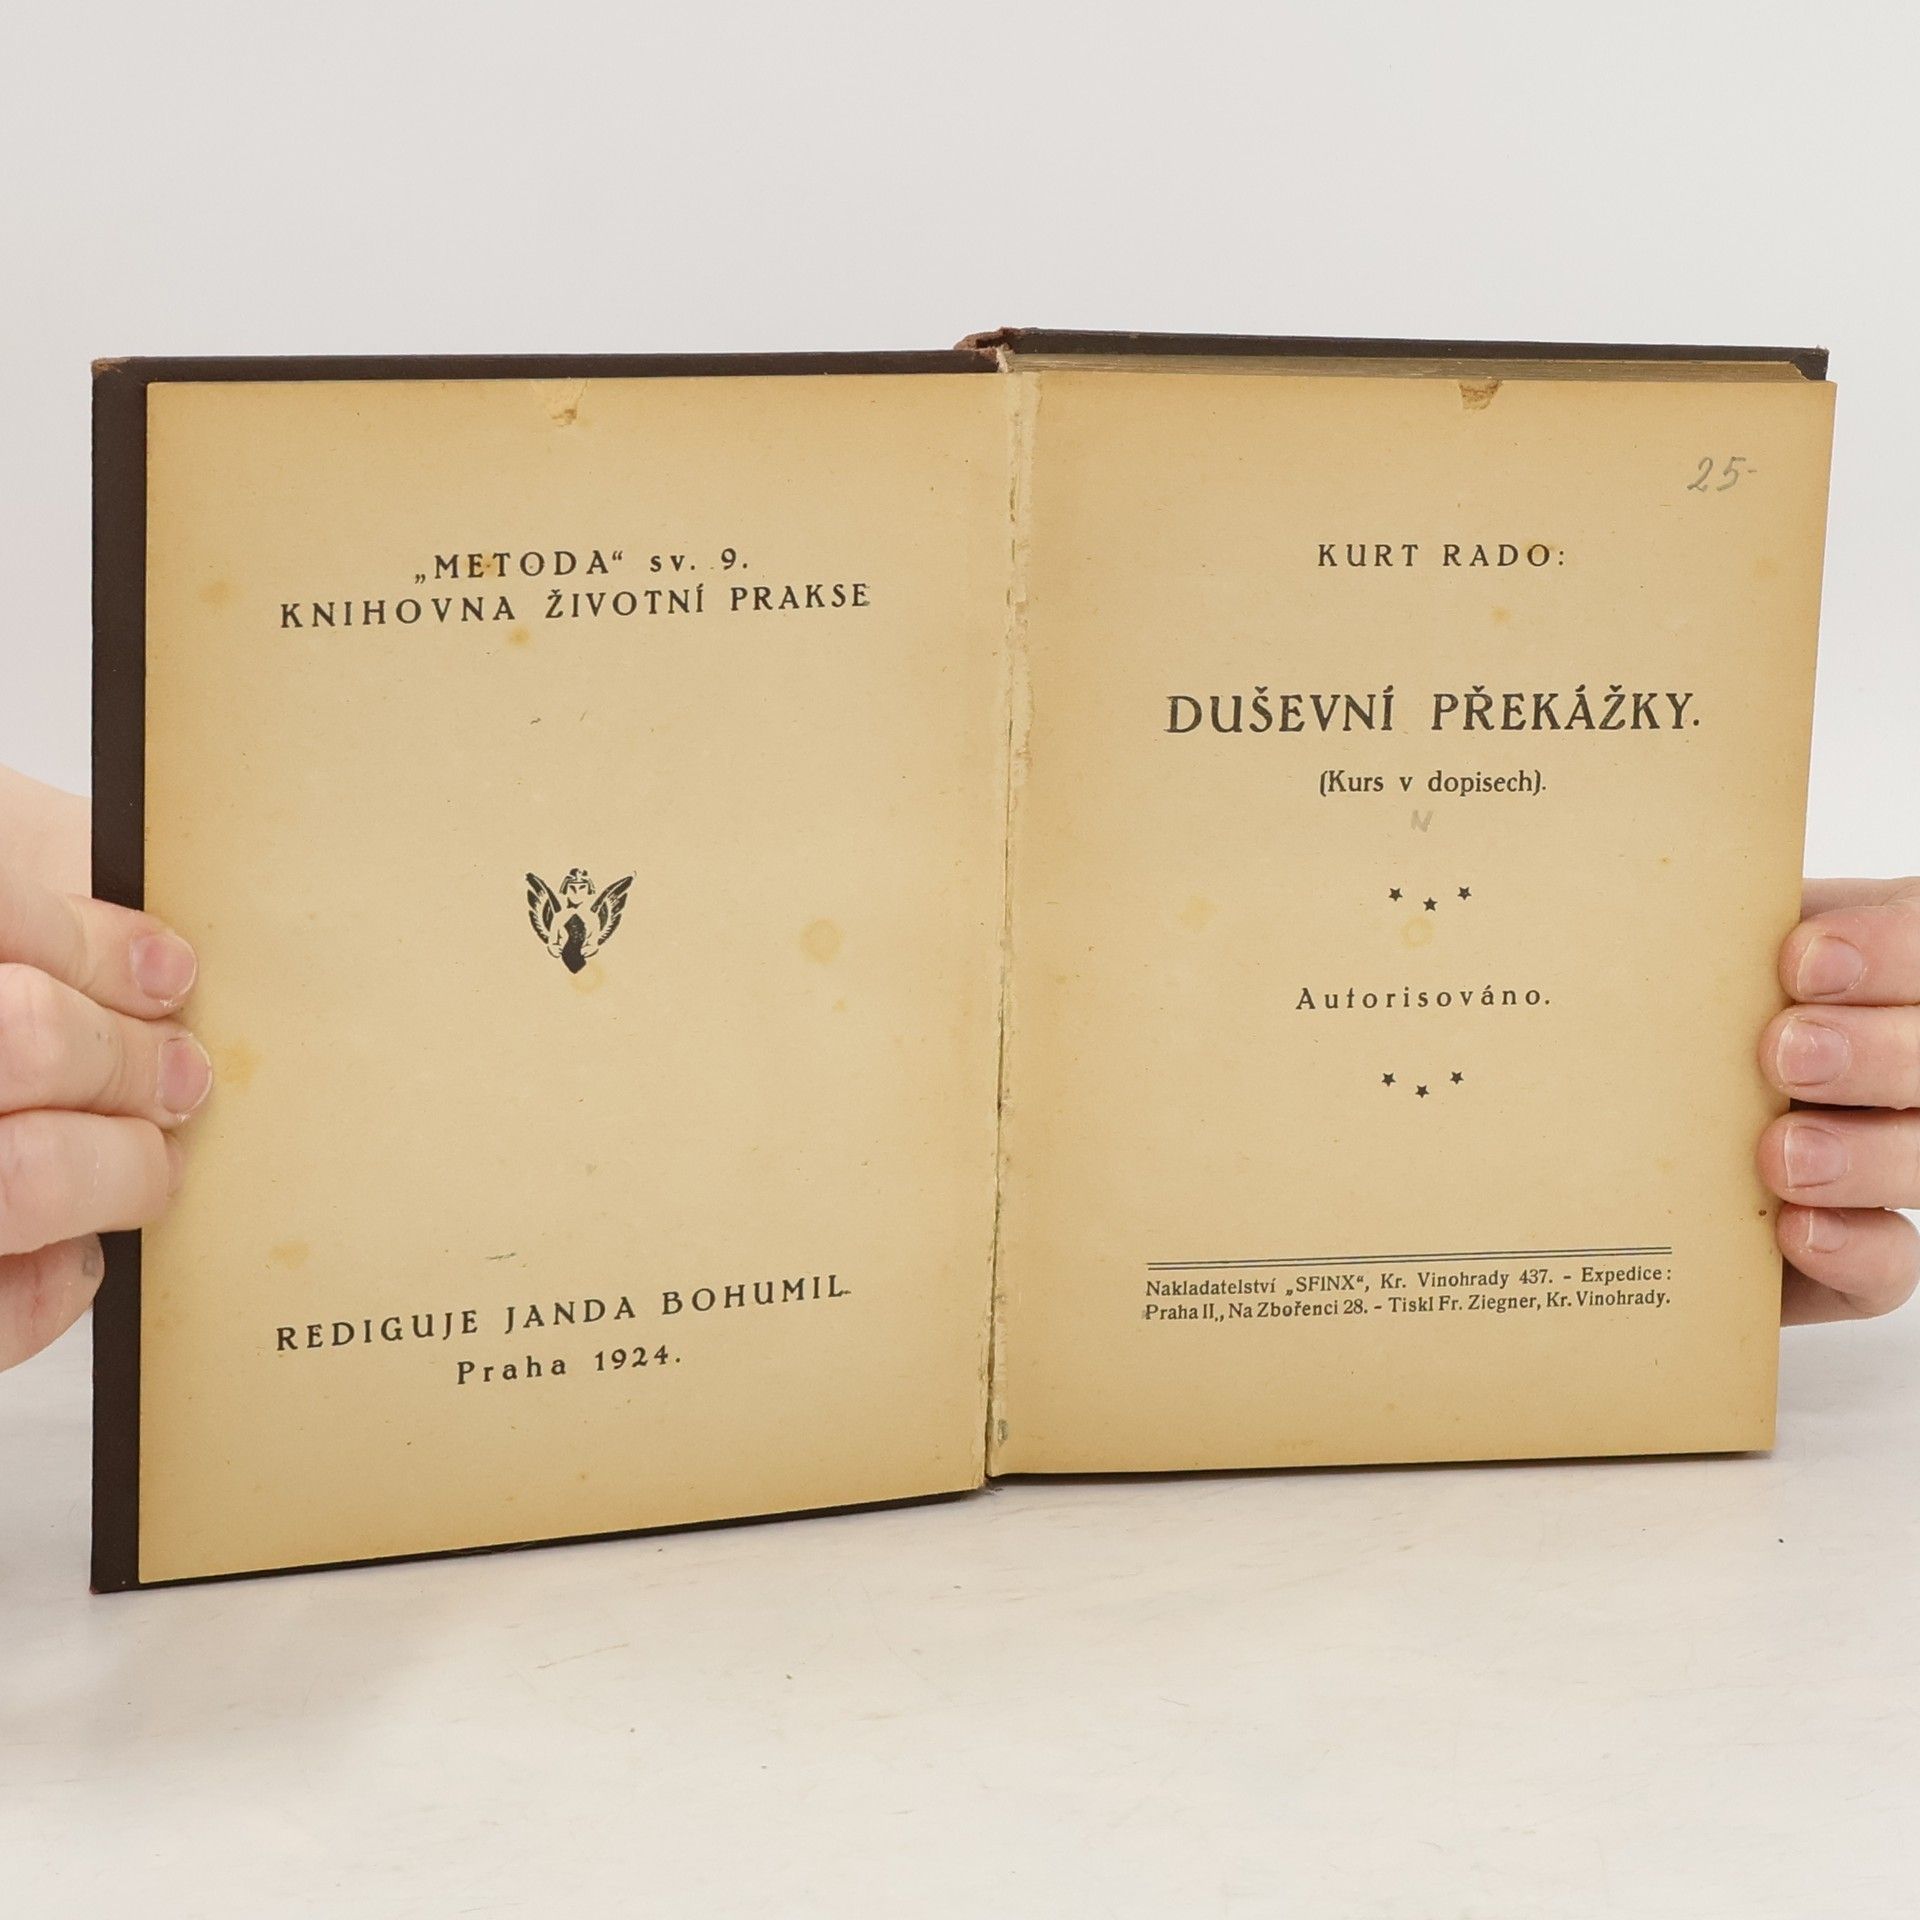 „METODA“ sv. 9.
KNIHOVNA ŽIVOTNÍ PRAKSE
REDIGUJE JANDA BOHUMIL
Praha 1924.
25-
KURT RADO:
DUŠEVNÍ PŘEKÁŽKY.
(Kurs v dopisech).
N
Autorisováno.
Nakladatelství „SFINX“, Kr. Vinohrady 437. - Expedice:
Praha II,, Na Zbořenci 28. - Tiskl Fr. Ziegner, Kr. Vinohrady.